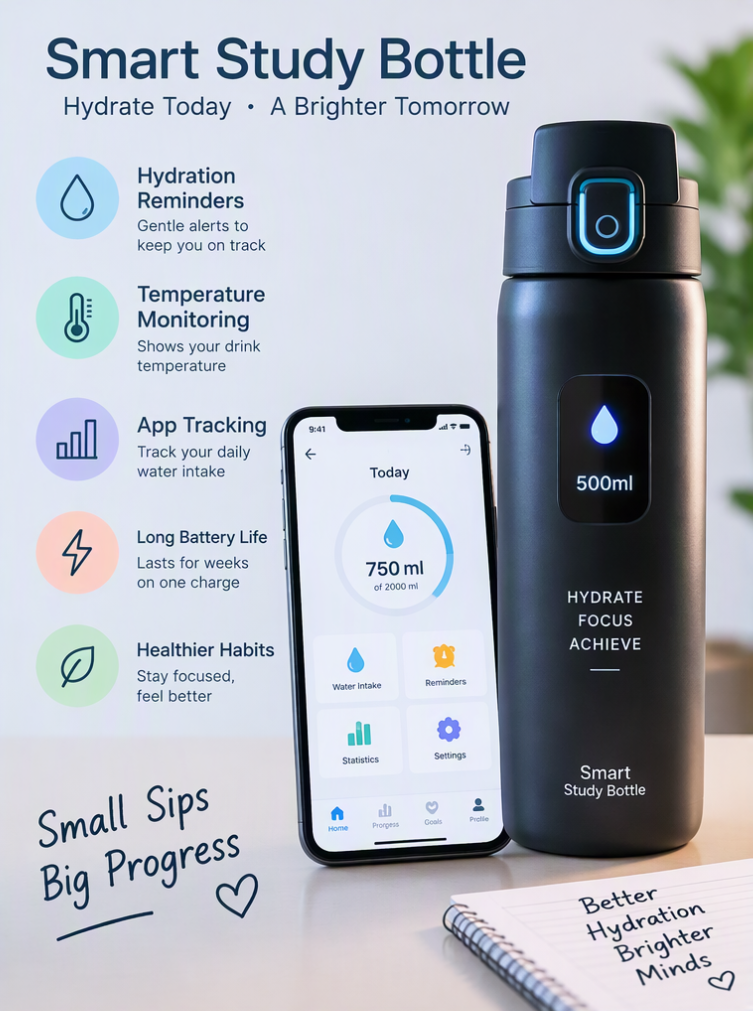 Smart Study Bottle
Hydrate Today • A Brighter Tomorrow
Hydration
Reminders
Gentle alerts to
keep you on track
Temperature
Monitoring
Shows your drink
temperature
App Tracking
Track your daily
water intake
Long Battery Life
Lasts for weeks
on one charge
Healthier Habits
Stay focused,
feel better
Small Sips
Big Progress
9:41
Today
750 ml
of 2000 ml
Water Intake
Reminders
Statistics
Settings
Home
Prorgess
Goals
Profile
500ml
HYDRATE
FOCUS
ACHIEVE
Smart
Study Bottle
Better
Hydration
Brighter
Minds